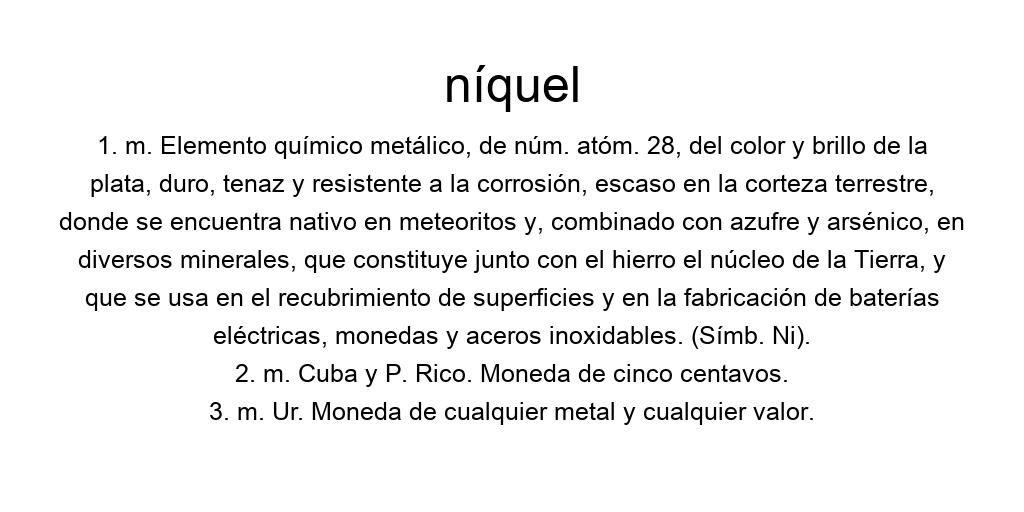 níquel
1. m. Elemento químico metálico, de núm. atóm. 28, del color y brillo de la
plata, duro, tenaz y resistente a la corrosión, escaso en la corteza terrestre,
donde se encuentra nativo en meteoritos y, combinado con azufre y arsénico, en
diversos minerales, que constituye junto con el hierro el núcleo de la Tierra, y
que se usa en el recubrimiento de superficies y en la fabricación de baterías
eléctricas, monedas y aceros inoxidables. (Símb. Ni).
2. m. Cuba y P. Rico. Moneda de cinco centavos.
3. m. Ur. Moneda de cualquier metal y cualquier valor.